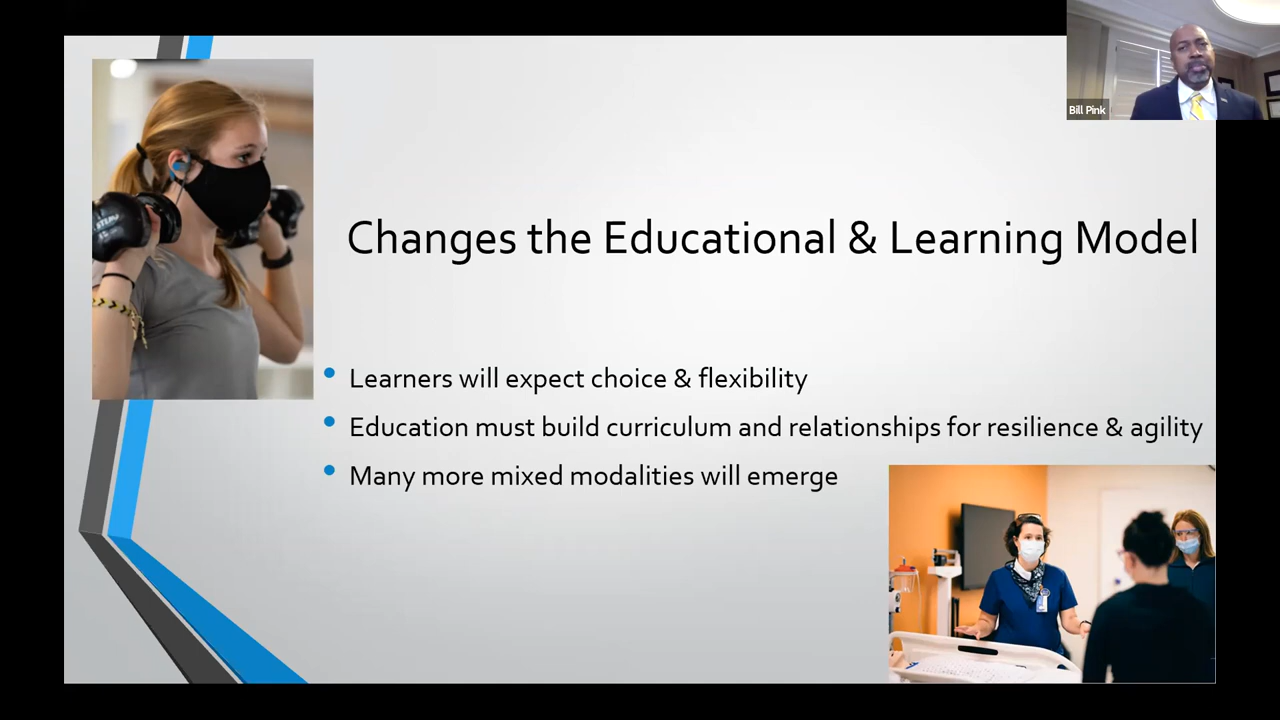 Bill Pink
Changes the Educational & Learning Model
Learners will expect choice & flexibility
Education must build curriculum and relationships for resilience & agility
Many more mixed modalities will emerge